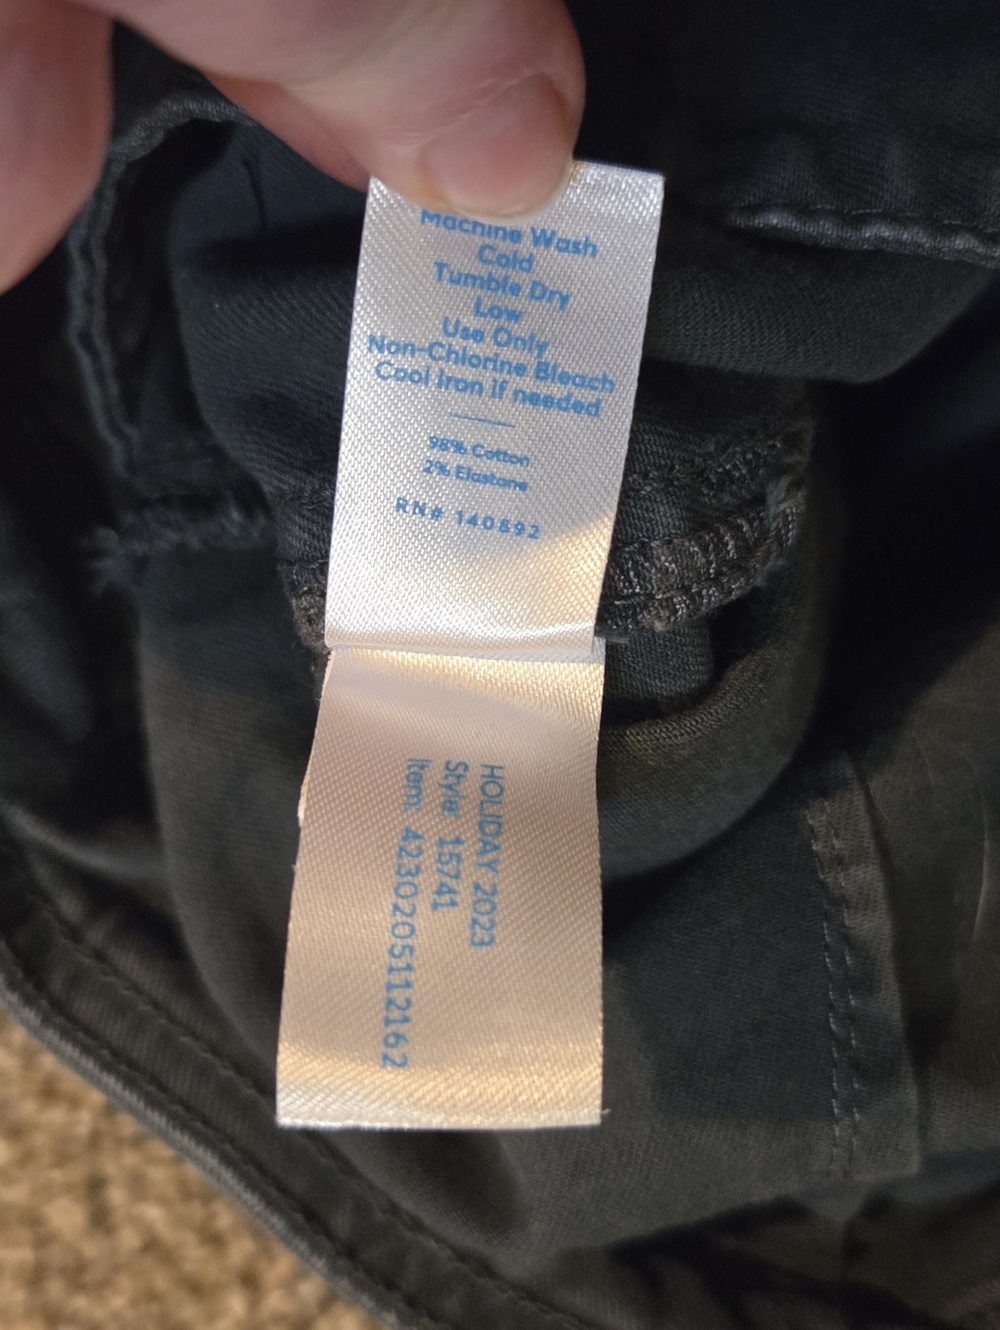 Machine Wash
Cold
Tumble Dry
Low
Use Only
Non-Chlorine Bleach
Cool Iron if needed
98% Cotton
2% Elastane
RN# 140892
HOLIDAY 2023
Style: 15741
Item: 4230205112162